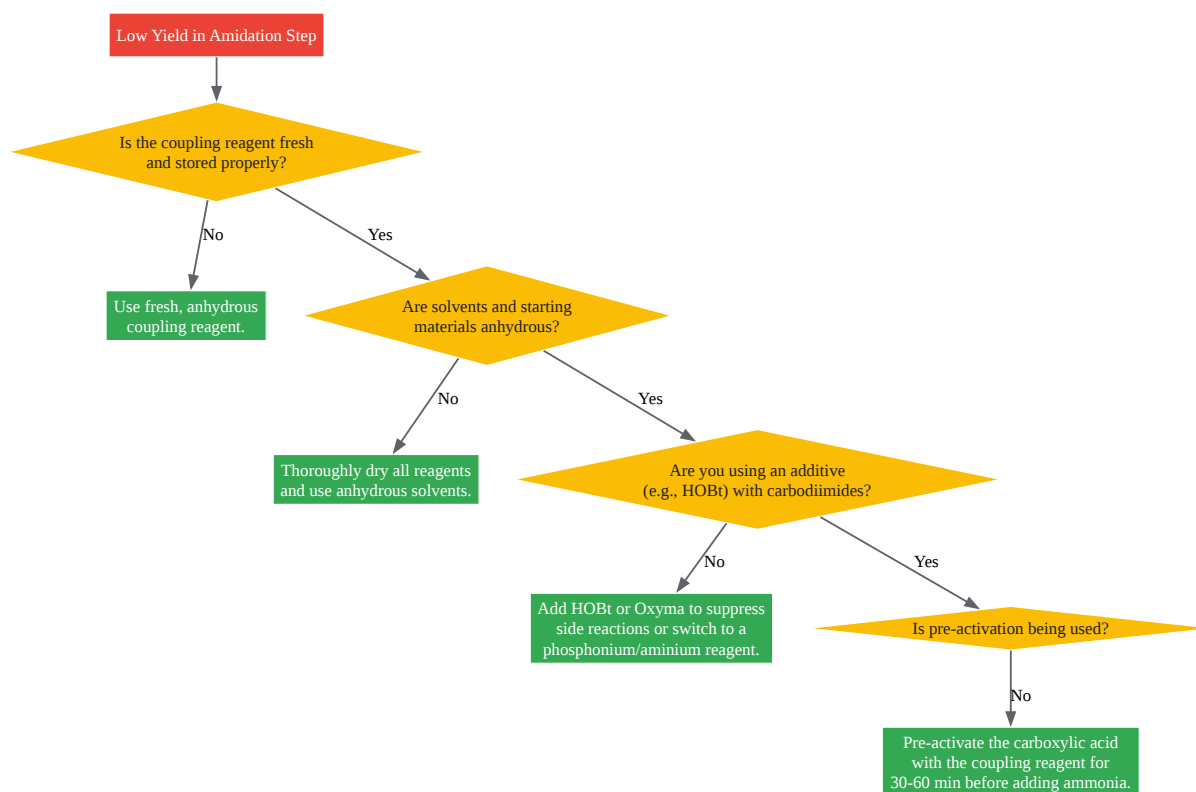 Low Yield in Amidation Step
Is the coupling reagent fresh
and stored properly?
No
Yes
Use fresh, anhydrous
coupling reagent.
Are solvents and starting
materials anhydrous?
No
Yes
Thoroughly dry all reagents
and use anhydrous solvents.
Are you using an additive
(e.g., HOBt) with carbodiimides?
No
Yes
Add HOBt or Oxyma to suppress
side reactions or switch to a
phosphonium/aminium reagent.
Is pre-activation being used?
No
Pre-activate the carboxylic acid
with the coupling reagent for
30-60 min before adding ammonia.